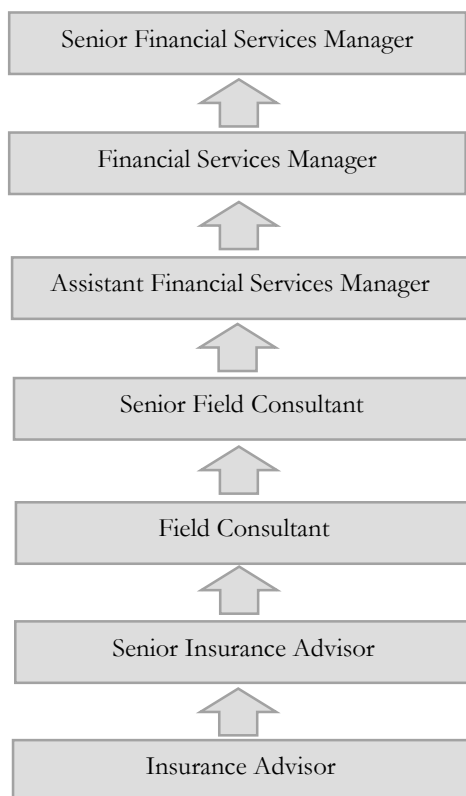 Senior Financial Services Manager
Financial Services Manager
Assistant Financial Services Manager
Senior Field Consultant
Field Consultant
Senior Insurance Advisor
Insurance Advisor